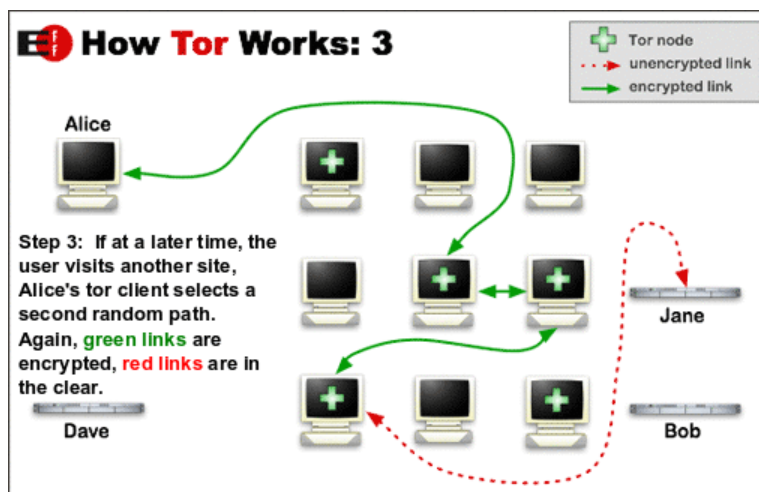 EFF How Tor Works: 3
Tor node
unencrypted link
encrypted link
Alice
Step 3: If at a later time, the
user visits another site,
Alice's tor client selects a
second random path.
Again, green links are
encrypted, red links are in
the clear.
Jane
Dave
Bob